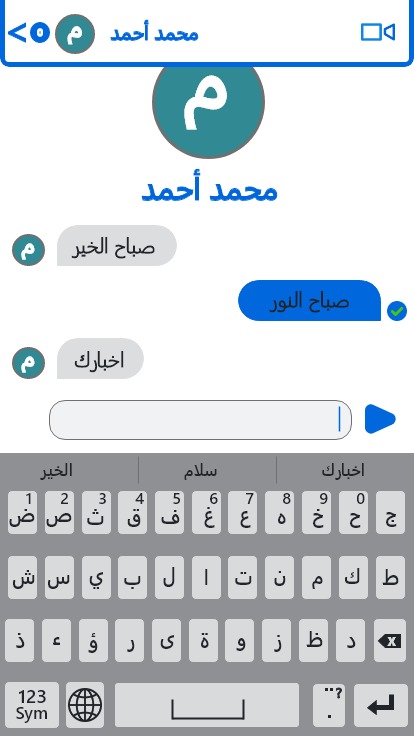 0 م محمد أحمد
م
محمد أحمد
م صباح الخير
صباح النور
م اخبارك
الخير سلام اخبارك
1 2 3 4 5 6 7 8 9 0
ض ص ث ق ف غ ع ه خ ح ج
ش س ي ب ل ا ت ن م ك ط
ذ ء ؤ ر ى ة و ز ظ د X
123 Sym . ¨?